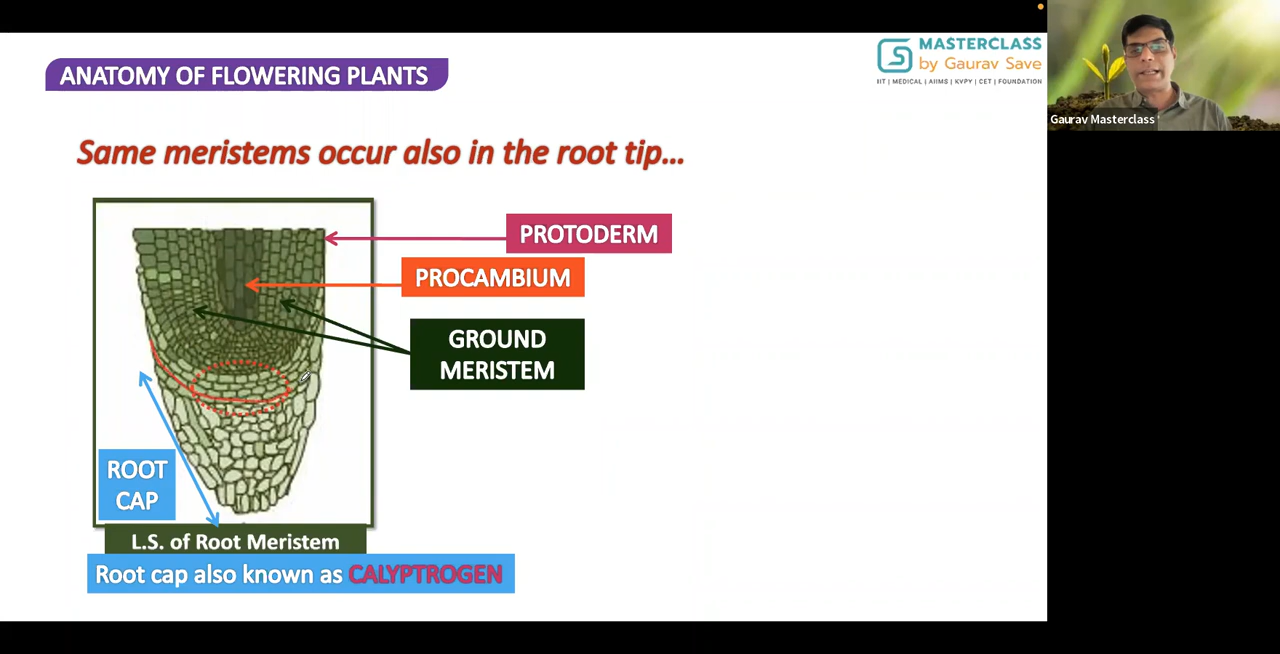 MASTERCLASS
by Gaurav Save
IIT | MEDICAL | AIIMS | KVPY | CET | FOUNDATION
Gaurav Masterclass
ANATOMY OF FLOWERING PLANTS
Same meristems occur also in the root tip...
PROTODERM
PROCAMBIUM
GROUND
MERISTEM
ROOT
CAP
L.S. of Root Meristem
Root cap also known as CALYPTROGEN